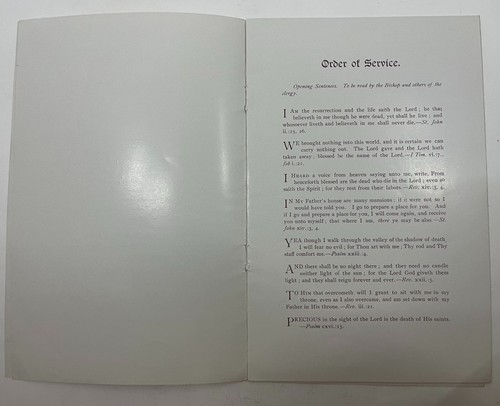 Order of Service.
Opening Sentences. To be read by the Bishop and others of the
clergy.
I AM the resurrection and the life saith the Lord; he that
believeth in me though he were dead, yet shall he live; and
whosoever liveth and believeth in me shall never die.—St. John
ii.:25, 26.
WE brought nothing into this world, and it is certain we can
carry nothing out. The Lord gave and the Lord hath
taken away; blessed be the name of the Lord.—I Tim. vi.:7.,
Job i.:21.
I HEARD a voice from heaven saying unto me, write, From
henceforth blessed are the dead who die in the Lord; even so
saith the Spirit; for they rest from their labors.—Rev. xiv.:3, 4.
IN MY Father's house are many mansions; if it were not so I
would have told you. I go to prepare a place for you. And
if I go and prepare a place for you, I will come again, and receive
you unto myself; that where I am, there ye may be also.—St.
John xiv.:3, 4.
YEA though I walk through the valley of the shadow of death
I will fear no evil; for Thou art with me: Thy rod and Thy
staff comfort me.—Psalm xxiii.:4.
AND there shall be no night there; and they need no candle
neither light of the sun; for the Lord God giveth them
light; and they shall reign forever and ever.—Rev. xxii.:5.
TO HIM that overcometh will I grant to sit with me in my
throne, even as I also overcame, and am set down with my
Father in His throne.—Rev. iii.:21.
PRECIOUS in the sight of the Lord is the death of His saints.
—Psalm cxvi.:15.